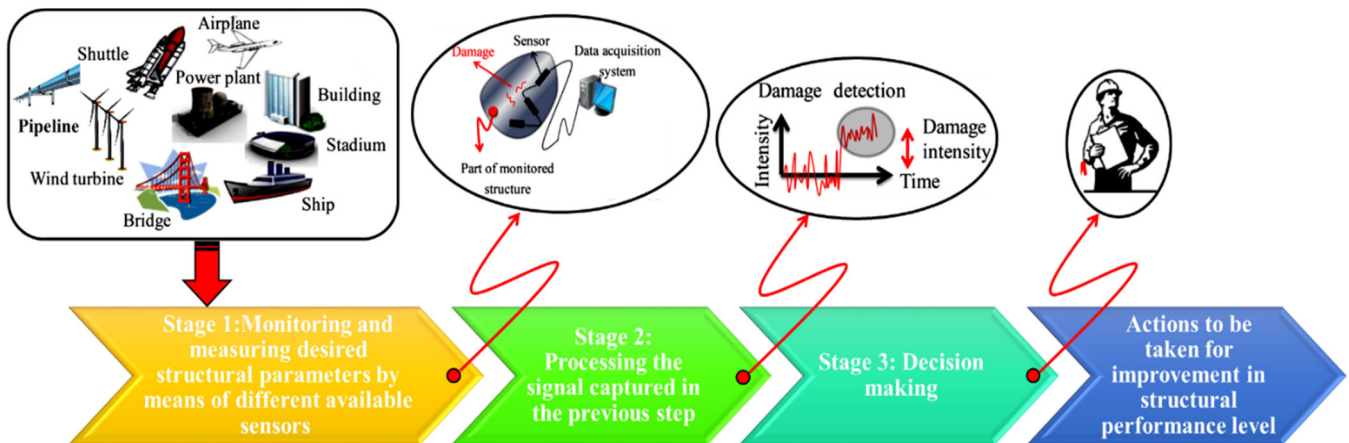 Airplane
Shuttle
Power plant
Building
Pipeline
Stadium
Wind turbine
Ship
Bridge
Damage
Sensor
Data acquisition
system
Part of monitored
structure
Damage detection
Intensity
Damage
intensity
Time
Stage 1:Monitoring and
measuring desired
structural parameters by
means of different available
sensors
Stage 2:
Processing the
signal captured in
the previous step
Stage 3: Decision
making
Actions to be
taken for
improvement in
structural
performance level